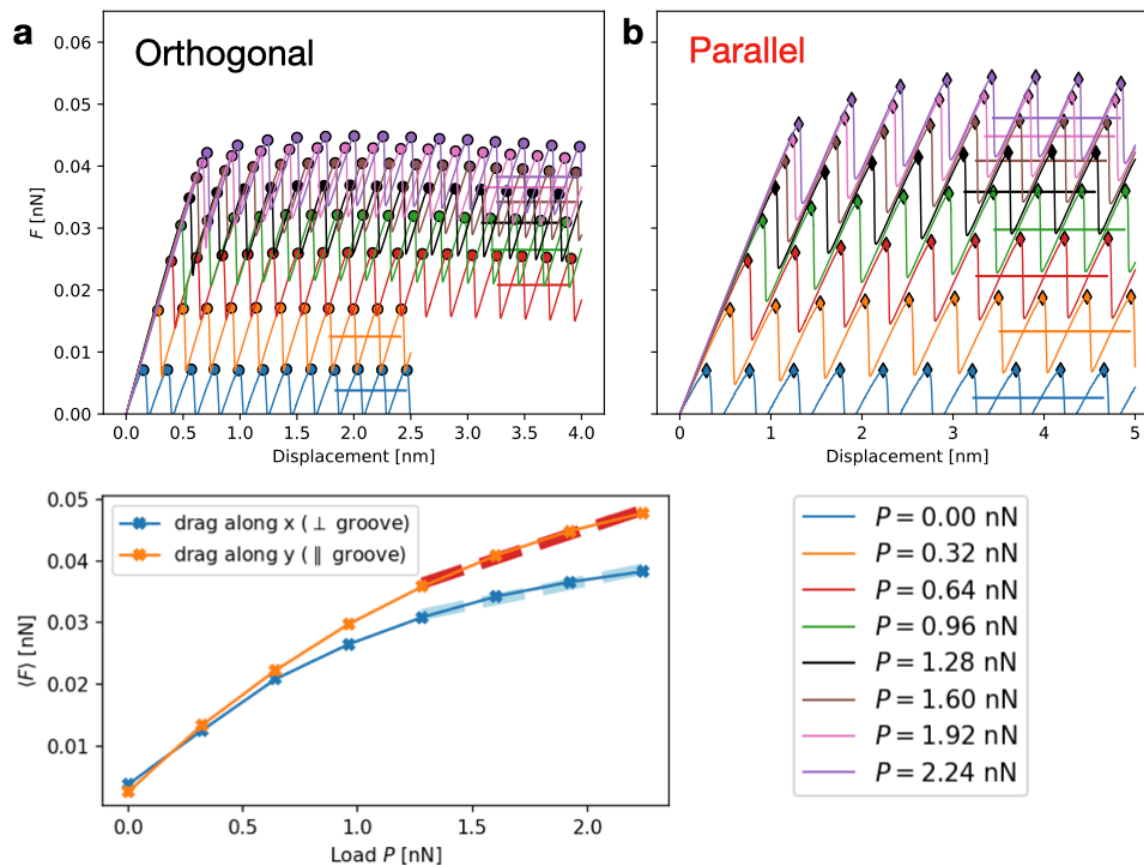 a
Orthogonal
0.06
0.05
0.04
0.03
0.02
0.01
0.00
F [nN]
0.0 0.5 1.0 1.5 2.0 2.5 3.0 3.5 4.0
Displacement [nm]
b
Parallel
0 1 2 3 4 5
Displacement [nm]
0.05
0.04
0.03
0.02
0.01
⟨F⟩ [nN]
drag along x (⊥ groove)
drag along y (∥ groove)
0.0 0.5 1.0 1.5 2.0
Load P [nN]
P = 0.00 nN
P = 0.32 nN
P = 0.64 nN
P = 0.96 nN
P = 1.28 nN
P = 1.60 nN
P = 1.92 nN
P = 2.24 nN